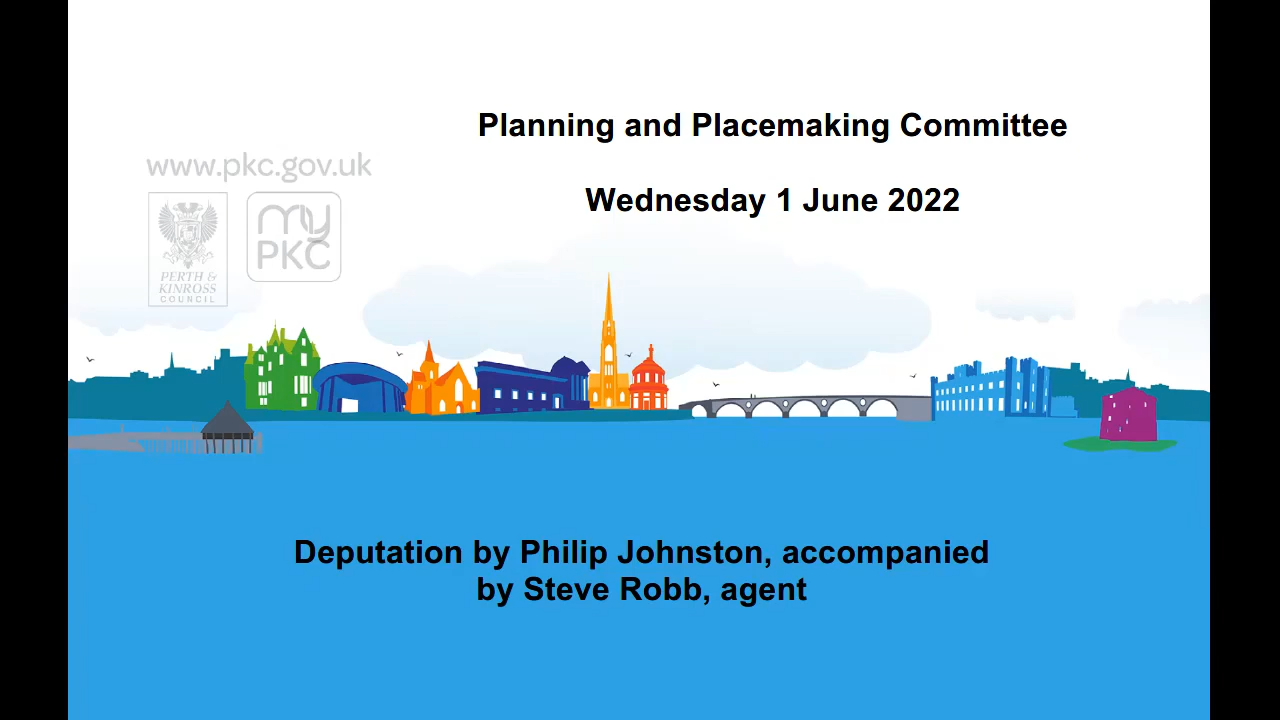 Planning and Placemaking Committee
www.pkc.gov.uk
Wednesday 1 June 2022
my
PKC
PERTH &
KINROSS
COUNCIL
Deputation by Philip Johnston, accompanied
by Steve Robb, agent